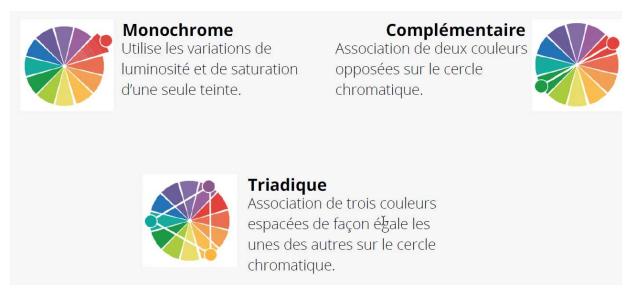 Monochrome
Utilise les variations de
luminosité et de saturation
d'une seule teinte.
Complémentaire
Association de deux couleurs
opposées sur le cercle
chromatique.
Triadique
Association de trois couleurs
espacées de façon égale les
unes des autres sur le cercle
chromatique.